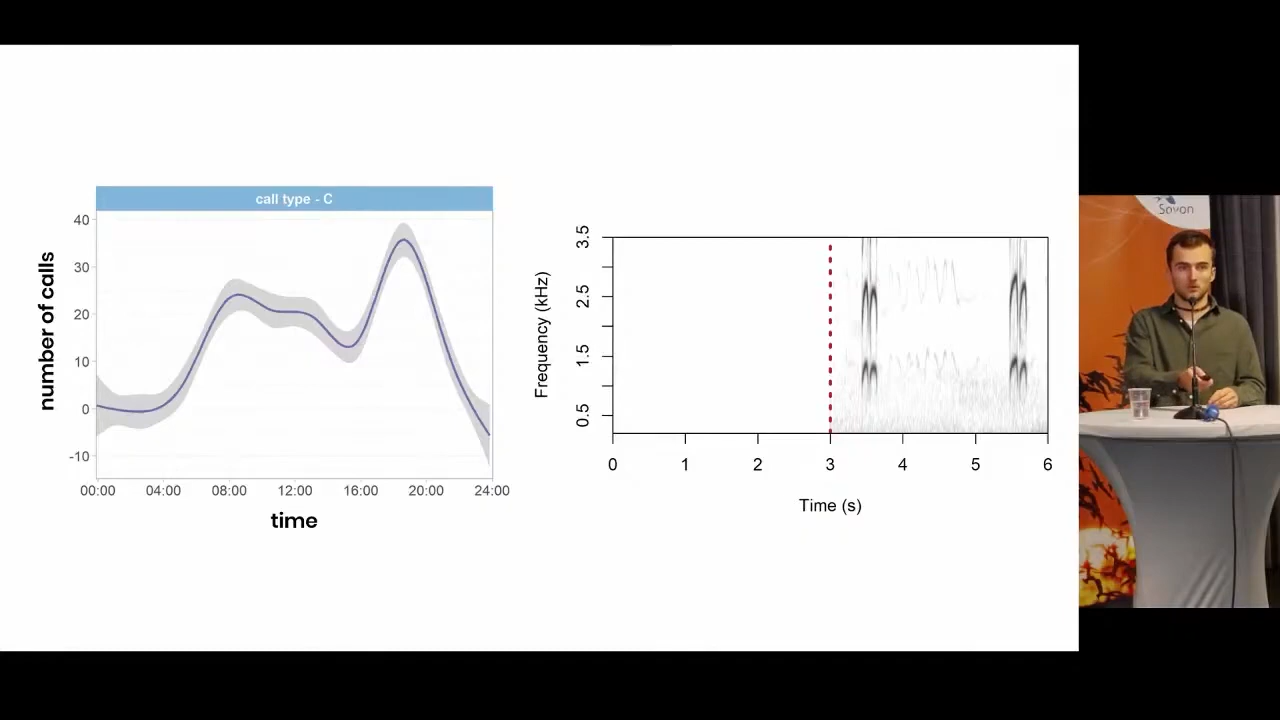 call type - C
number of calls
40
30
20
10
0
-10
00:00 04:00 08:00 12:00 16:00 20:00 24:00
time
Frequency (kHz)
3.5
2.5
1.5
0.5
0 1 2 3 4 5 6
Time (s)
Sovon